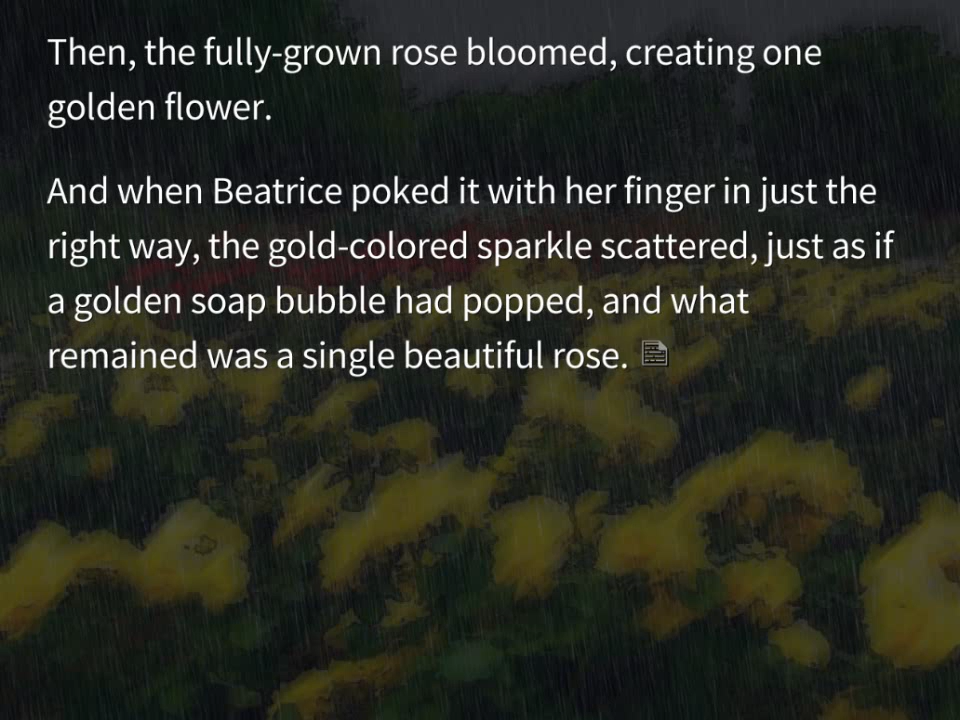 Then, the fully-grown rose bloomed, creating one
golden flower.
And when Beatrice poked it with her finger in just the
right way, the gold-colored sparkle scattered, just as if
a golden soap bubble had popped, and what
remained was a single beautiful rose.